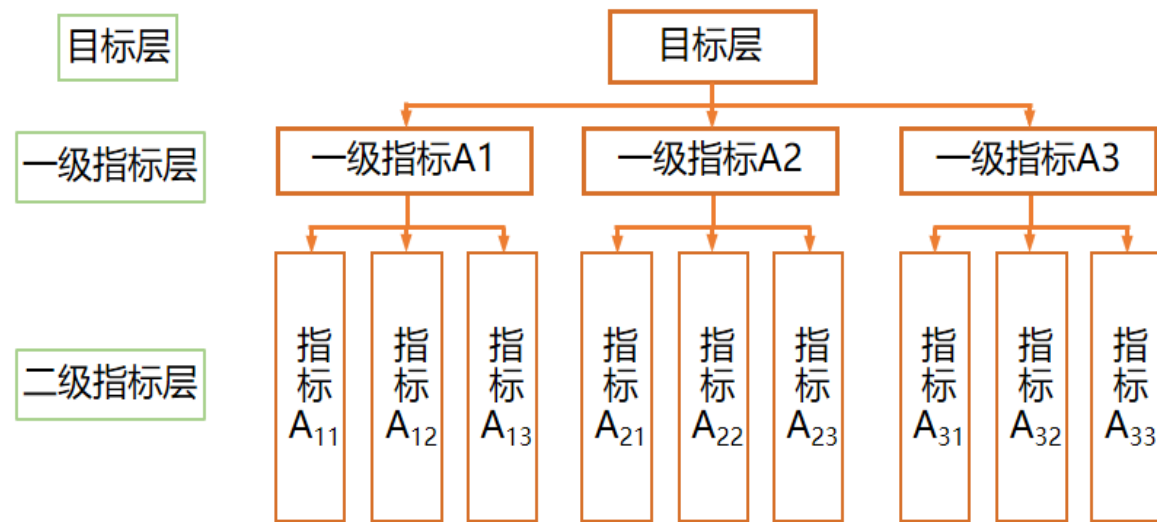 目标层
目标层
一级指标层
一级指标A1
一级指标A2
一级指标A3
二级指标层
指标A₁₁
指标A₁₂
指标A₁₃
指标A₂₁
指标A₂₂
指标A₂₃
指标A₃₁
指标A₃₂
指标A₃₃